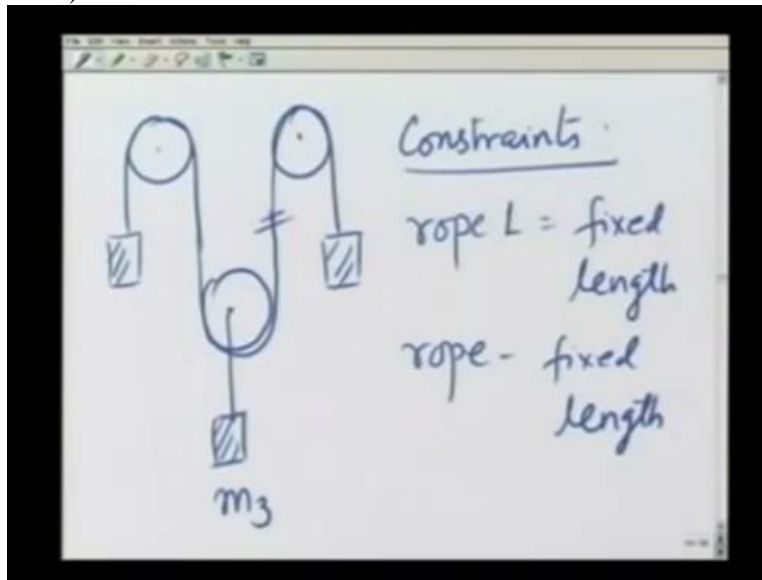 Constraints
rope L = fixed
length
rope - fixed
length
m3